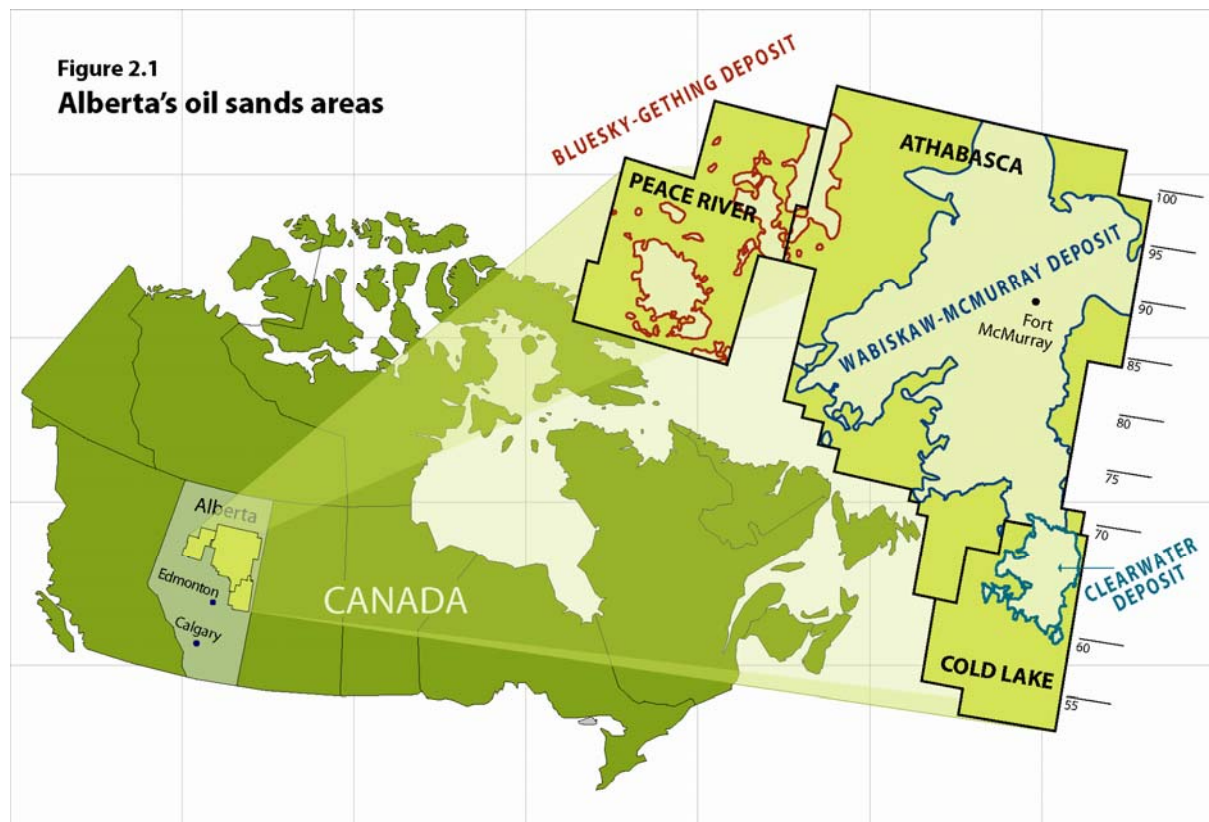 Figure 2.1
Alberta's oil sands areas
BLUESKY-GETHING DEPOSIT
PEACE RIVER
ATHABASCA
WABISKAW-MCMURRAY DEPOSIT
Fort
McMurray
100
95
90
85
80
75
70
60
55
CLEARWATER
DEPOSIT
COLD LAKE
Alberta
Edmonton
Calgary
CANADA